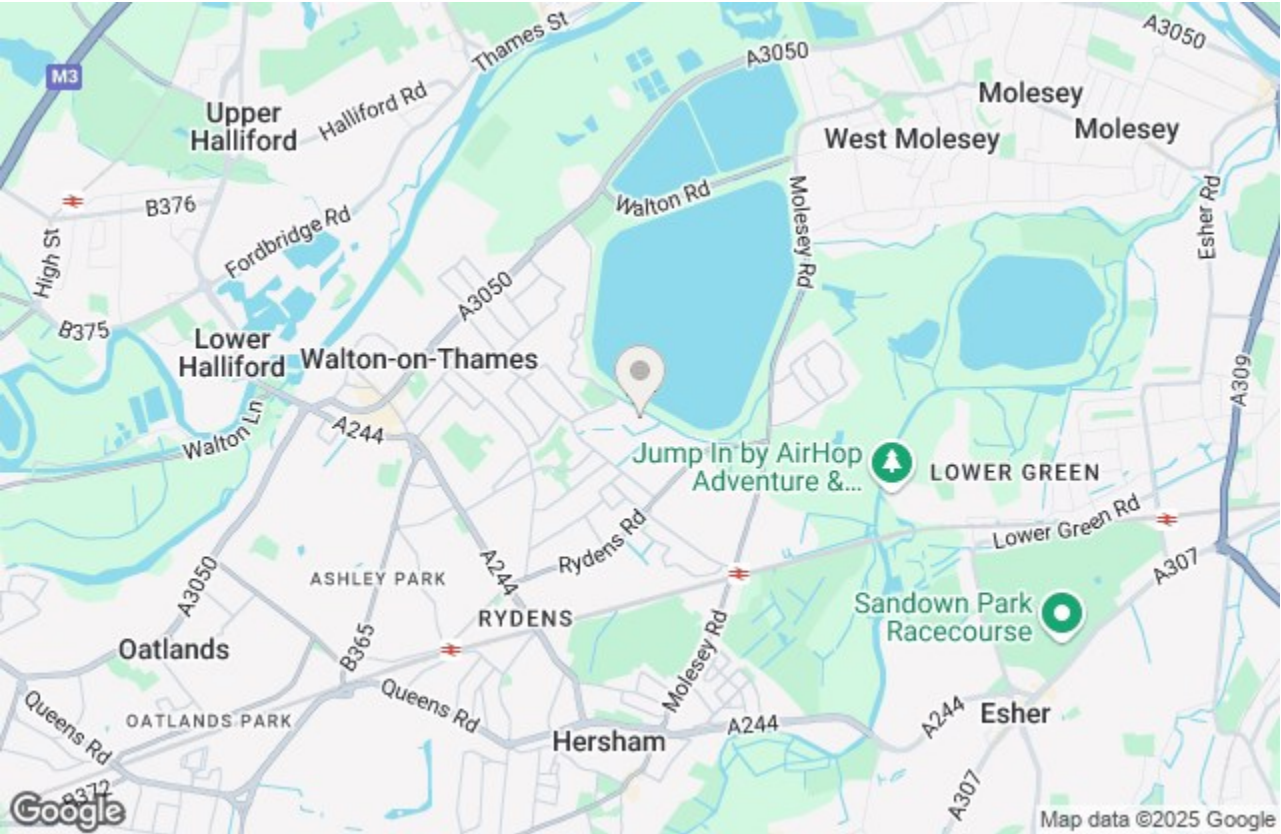 Thames St
A3050
A3050
M3
Upper
Halliford
Halliford Rd
Molesey
Molesey
West Molesey
B376
Walton Rd
Molesey Rd
Esher Rd
Fordbridge Rd
High St
A3050
B375
Lower
Halliford
Walton-on-Thames
A309
Walton Ln
A244
Jump In by AirHop
Adventure &...
LOWER GREEN
Lower Green Rd
Rydens Rd
A244
A3050
ASHLEY PARK
A307
RYDENS
Sandown Park
Racecourse
Oatlands
B365
Molesey Rd
Queens Rd
Queens Rd
OATLANDS PARK
A244
A244
Esher
Hersham
B372
A307
Google
Map data ©2025 Google